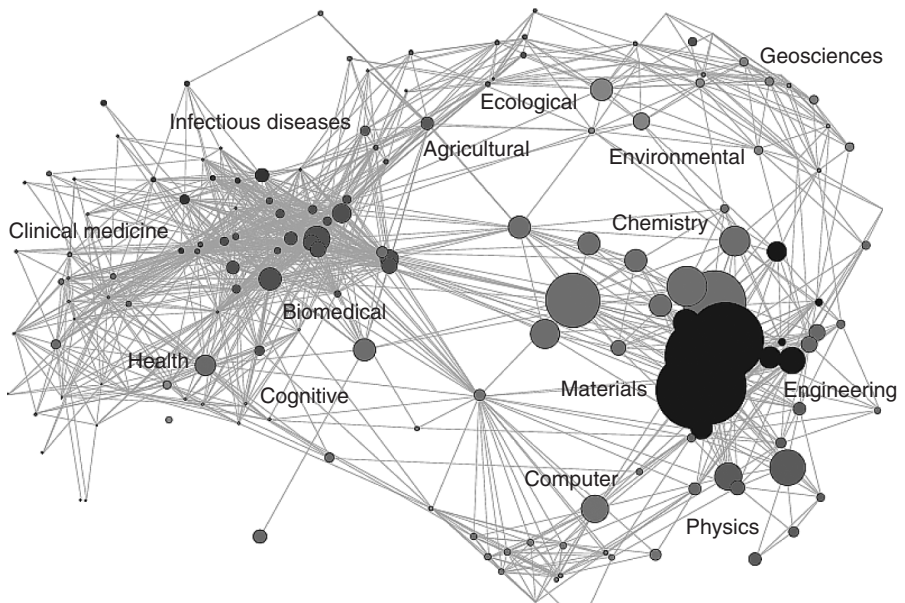 Geosciences
Ecological
Infectious diseases
Agricultural
Environmental
Chemistry
Clinical medicine
Biomedical
Health
Materials
Engineering
Cognitive
Computer
Physics